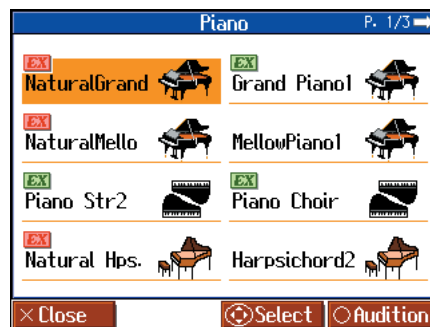 Piano P. 1/3
EX EX
NaturalGrand Grand Piano1
EX
NaturalMello MellowPiano1
EX EX
Piano Str2 Piano Choir
EX
Natural Hps. Harpsichord2
×Close Select ○Audition